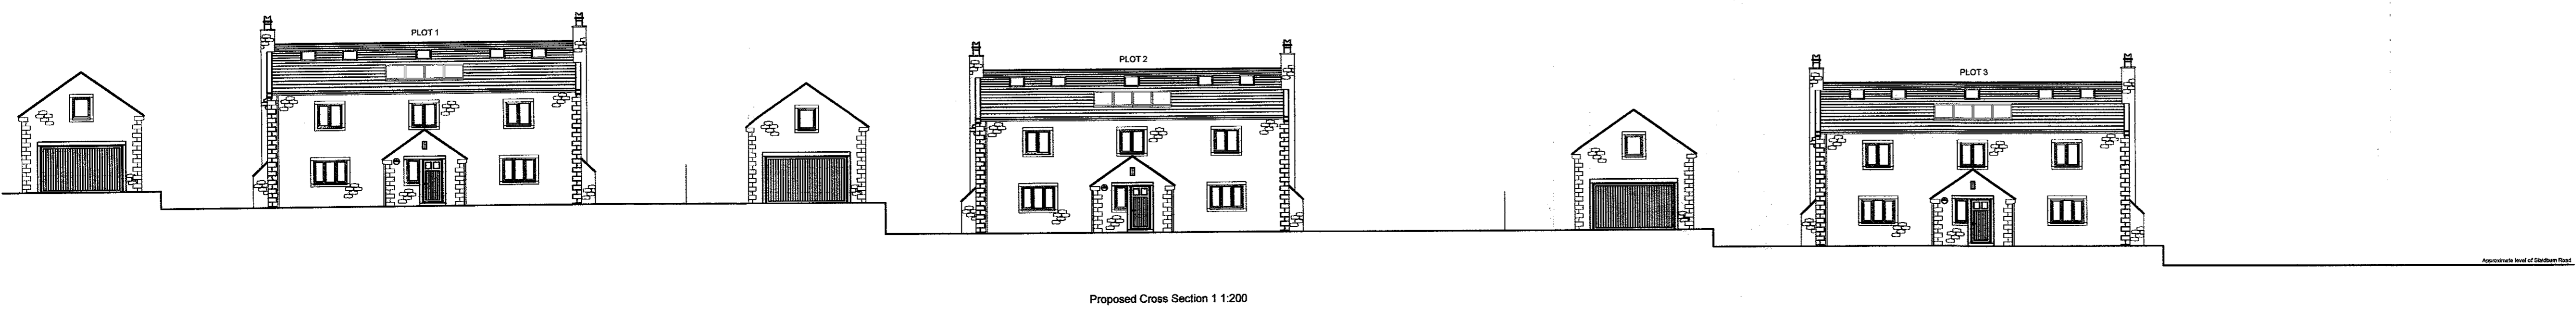 PLOT 1
PLOT 2
PLOT 3
Approximate level of Slaidburn Road
Proposed Cross Section 1 1:200